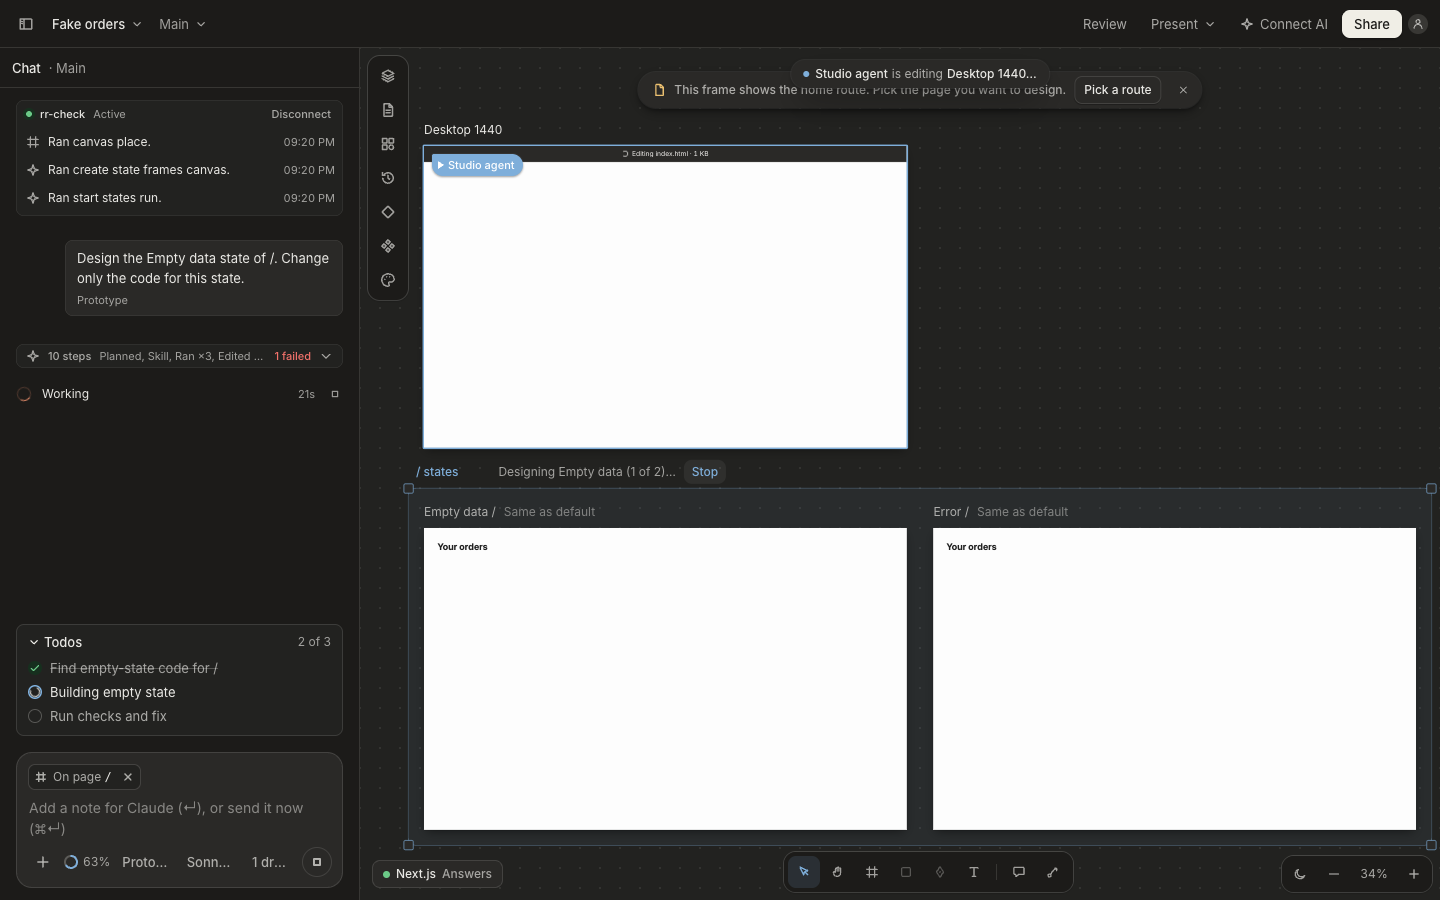 Fake orders
Main
Review
Present
Connect AI
Share
Chat · Main
rr-check Active Disconnect
Ran canvas place. 09:20 PM
Ran create state frames canvas. 09:20 PM
Ran start states run. 09:20 PM
Design the Empty data state of /. Change
only the code for this state.
Prototype
10 steps Planned, Skill, Ran ×3, Edited ... 1 failed
Working 21s
Todos 2 of 3
Find empty-state code for /
Building empty state
Run checks and fix
On page /
Add a note for Claude (↵), or send it now
(⌘↵)
63% Proto... Sonn... 1 dr...
Studio agent is editing Desktop 1440...
This frame shows the home route. Pick the page you want to design.
Pick a route
Desktop 1440
Editing index.html · 1 KB
Studio agent
/ states
Designing Empty data (1 of 2)...
Stop
Empty data / Same as default
Your orders
Error / Same as default
Your orders
Next.js Answers
T
34%